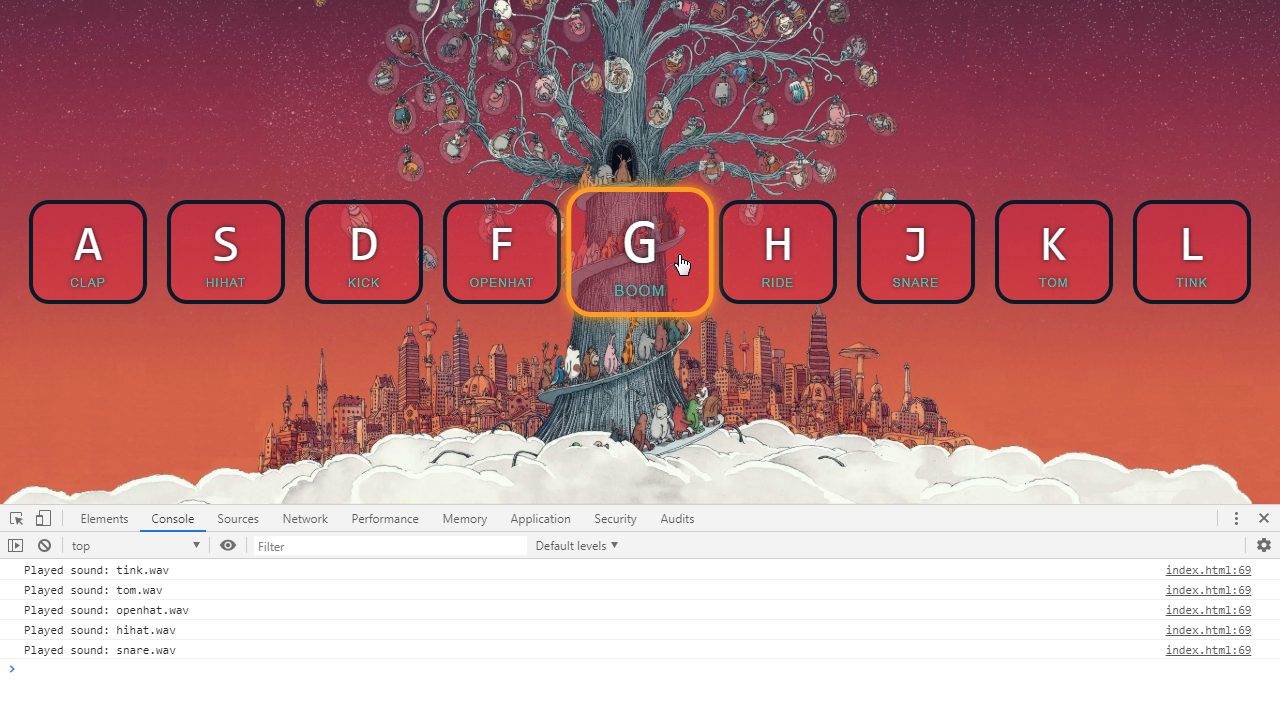 A S D F G H J K L
CLAP HIHAT KICK OPENHAT BOOM RIDE SNARE TOM TINK
Elements Console Sources Network Performance Memory Application Security Audits
top Filter Default levels
Played sound: tink.wav index.html:69
Played sound: tom.wav index.html:69
Played sound: openhat.wav index.html:69
Played sound: hihat.wav index.html:69
Played sound: snare.wav index.html:69